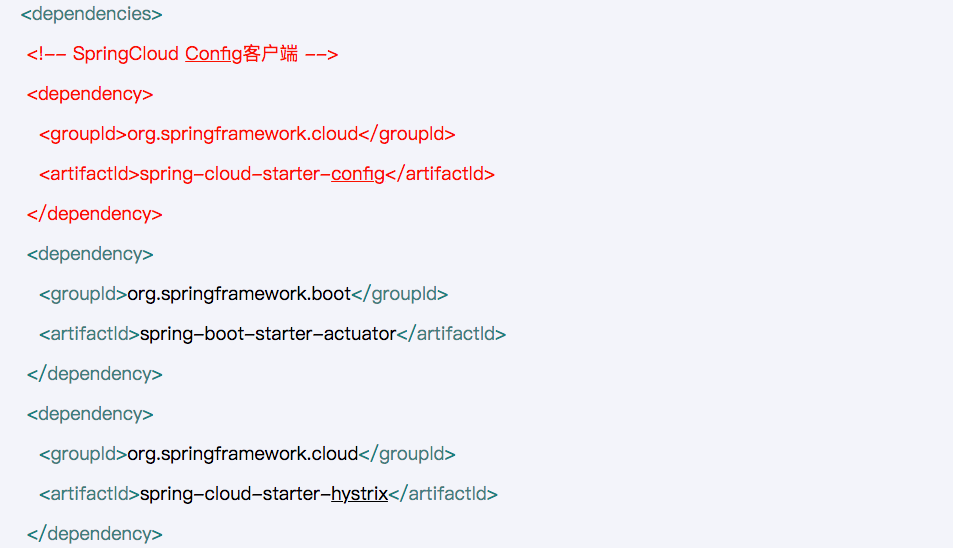 <dependencies>
<!-- SpringCloud Config客户端 -->
<dependency>
<groupId>org.springframework.cloud</groupId>
<artifactId>spring-cloud-starter-config</artifactId>
</dependency>
<dependency>
<groupId>org.springframework.boot</groupId>
<artifactId>spring-boot-starter-actuator</artifactId>
</dependency>
<dependency>
<groupId>org.springframework.cloud</groupId>
<artifactId>spring-cloud-starter-hystrix</artifactId>
</dependency>